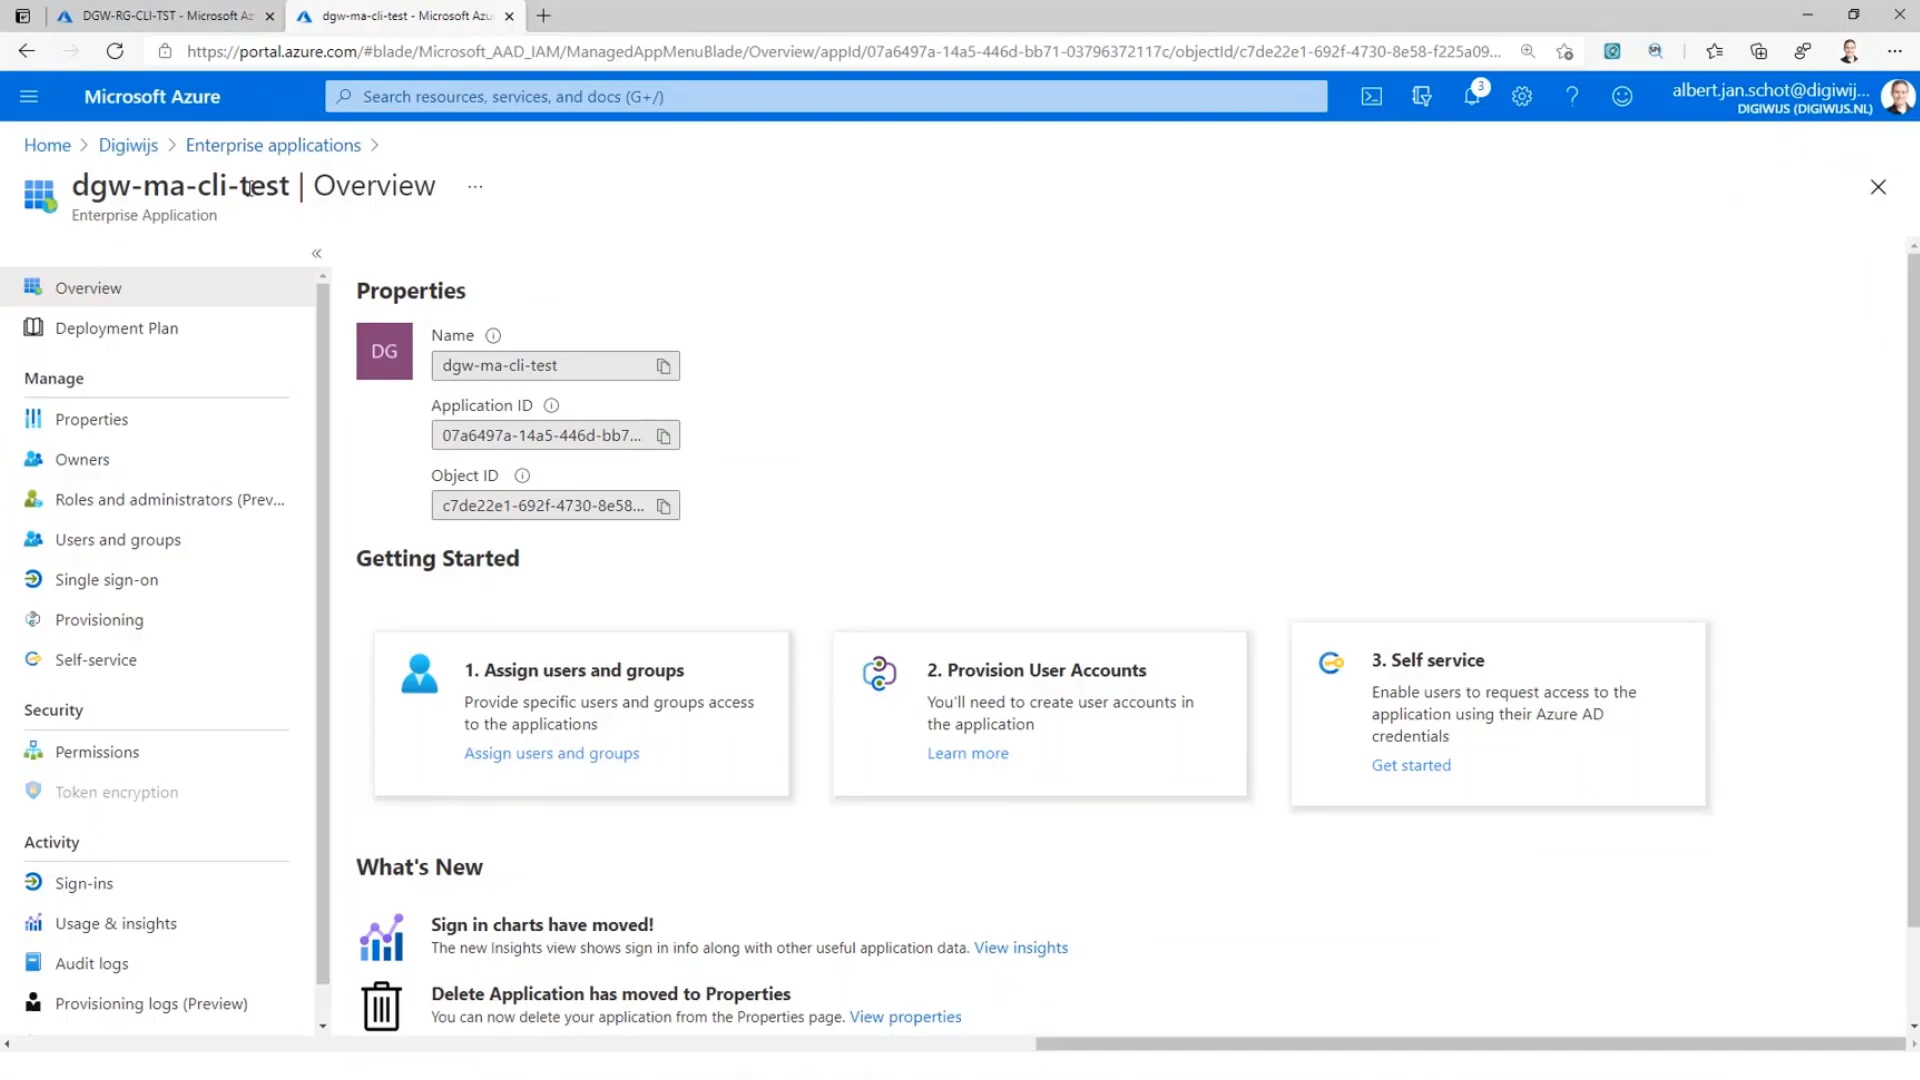 DGW-RG-CLI-TST - Microsoft Az
dgw-ma-cli-test - Microsoft Azu
https://portal.azure.com/#blade/Microsoft_AAD_IAM/ManagedAppMenuBlade/Overview/appId/07a6497a-14a5-446d-bb71-03796372117c/objectId/c7de22e1-692f-4730-8e58-f225a09...
Microsoft Azure
Search resources, services, and docs (G+/)
3
albert.jan.schot@digiwij...
DIGIWIJS (DIGIWIJS.NL)
Home > Digiwijs > Enterprise applications >
dgw-ma-cli-test | Overview ...
Enterprise Application
Overview
Deployment Plan
Manage
Properties
Owners
Roles and administrators (Prev...
Users and groups
Single sign-on
Provisioning
Self-service
Security
Permissions
Token encryption
Activity
Sign-ins
Usage & insights
Audit logs
Provisioning logs (Preview)
Properties
DG
Name
dgw-ma-cli-test
Application ID
07a6497a-14a5-446d-bb7...
Object ID
c7de22e1-692f-4730-8e58...
Getting Started
1. Assign users and groups
Provide specific users and groups access
to the applications
Assign users and groups
2. Provision User Accounts
You'll need to create user accounts in
the application
Learn more
3. Self service
Enable users to request access to the
application using their Azure AD
credentials
Get started
What's New
Sign in charts have moved!
The new Insights view shows sign in info along with other useful application data. View insights
Delete Application has moved to Properties
You can now delete your application from the Properties page. View properties